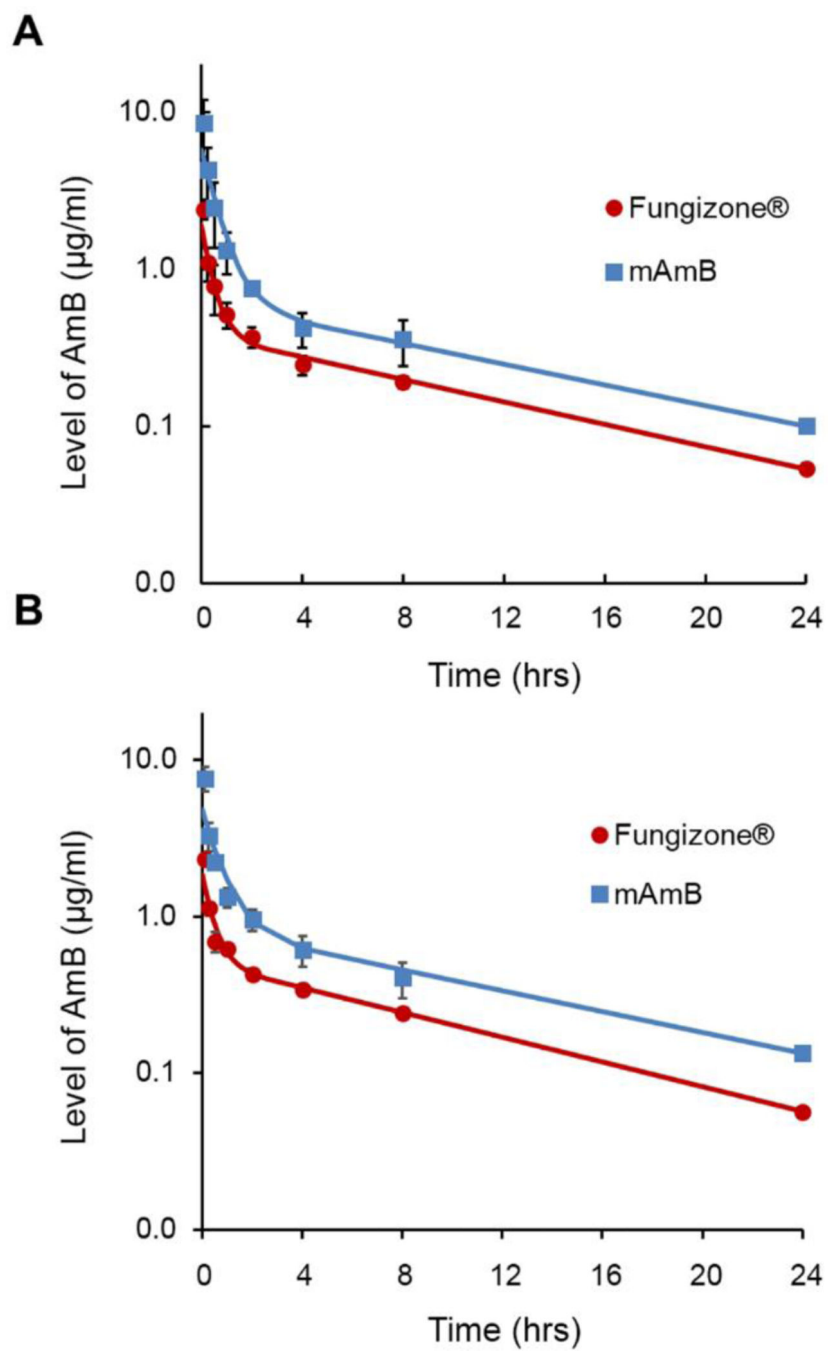 A
10.0
1.0
0.1
0.0
Level of AmB (µg/ml)
Fungizone®
mAmB
0 4 8 12 16 20 24
Time (hrs)
B
10.0
1.0
0.1
0.0
Level of AmB (µg/ml)
Fungizone®
mAmB
0 4 8 12 16 20 24
Time (hrs)